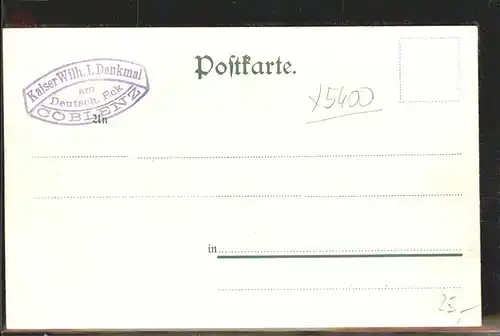 Kaiser Wilh. I. Denkmal
am
Deutsch. Eck
COBLENZ
Postkarte.
x5400
An
in
25,-